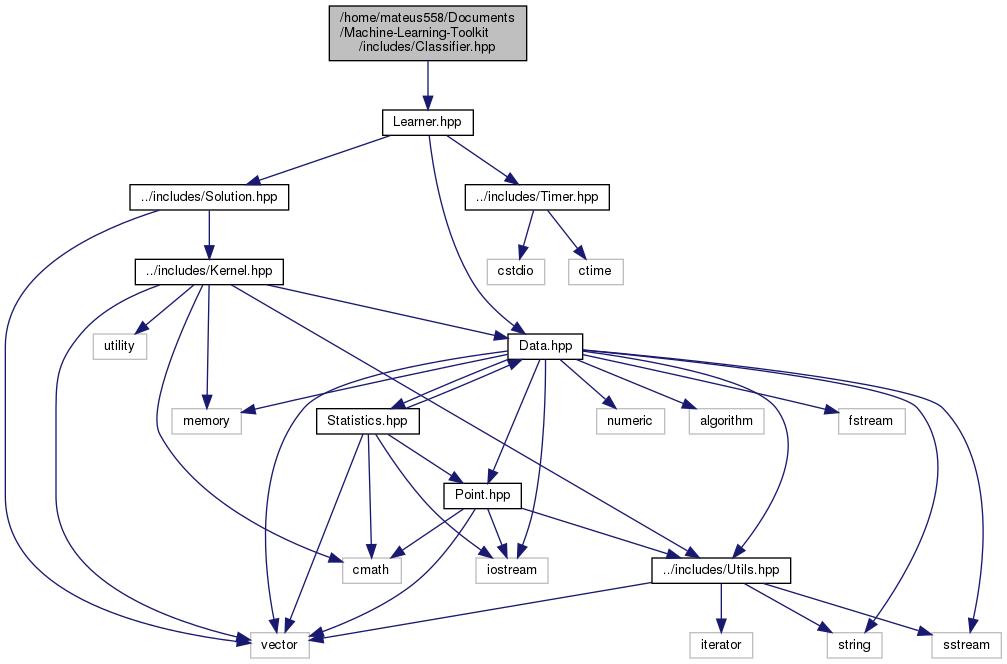 /home/mateus558/Documents
/Machine-Learning-Toolkit
/includes/Classifier.hpp
Learner.hpp
../includes/Solution.hpp
../includes/Timer.hpp
../includes/Kernel.hpp
cstdio
ctime
utility
Data.hpp
memory
Statistics.hpp
numeric
algorithm
fstream
Point.hpp
cmath
iostream
../includes/Utils.hpp
vector
iterator
string
sstream